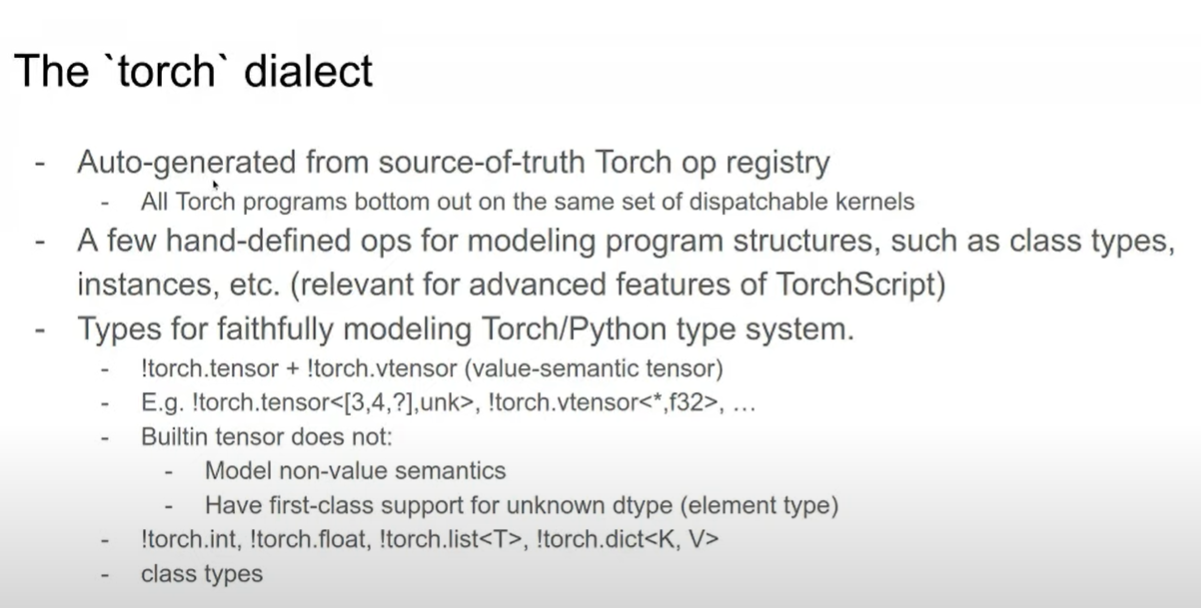 The `torch` dialect
- Auto-generated from source-of-truth Torch op registry
- All Torch programs bottom out on the same set of dispatchable kernels
- A few hand-defined ops for modeling program structures, such as class types,
instances, etc. (relevant for advanced features of TorchScript)
- Types for faithfully modeling Torch/Python type system.
- !torch.tensor + !torch.vtensor (value-semantic tensor)
- E.g. !torch.tensor<[3,4,?],unk>, !torch.vtensor<*,f32>, …
- Builtin tensor does not:
- Model non-value semantics
- Have first-class support for unknown dtype (element type)
- !torch.int, !torch.float, !torch.list<T>, !torch.dict<K, V>
- class types